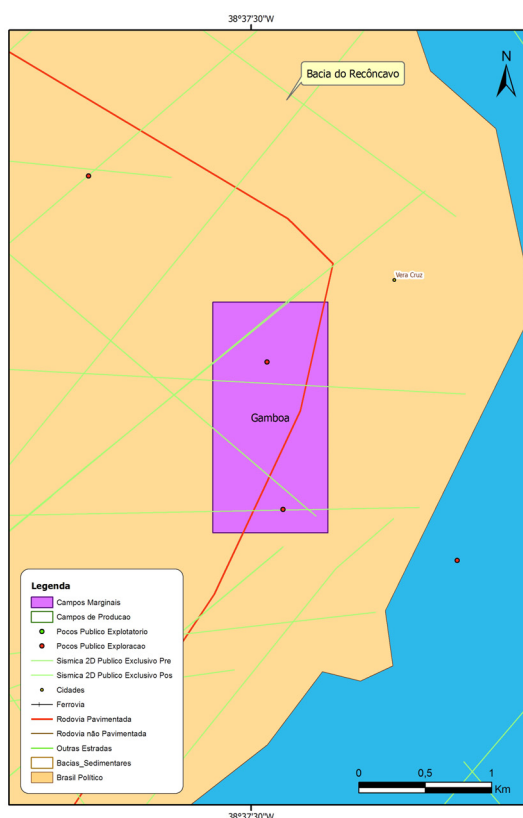 38°37'30"W
Bacia do Recôncavo
N
Vera Cruz
Gamboa
Legenda
Campos Marginais
Campos de Producao
Pocos Publico Explotatorio
Pocos Publico Exploracao
Sismica 2D Publico Exclusivo Pre
Sismica 2D Publico Exclusivo Pos
Cidades
Ferrovia
Rodovia Pavimentada
Rodovia não Pavimentada
Outras Estradas
Bacias_Sedimentares
Brasil Político
0 0,5 1
Km
38°37'30"W